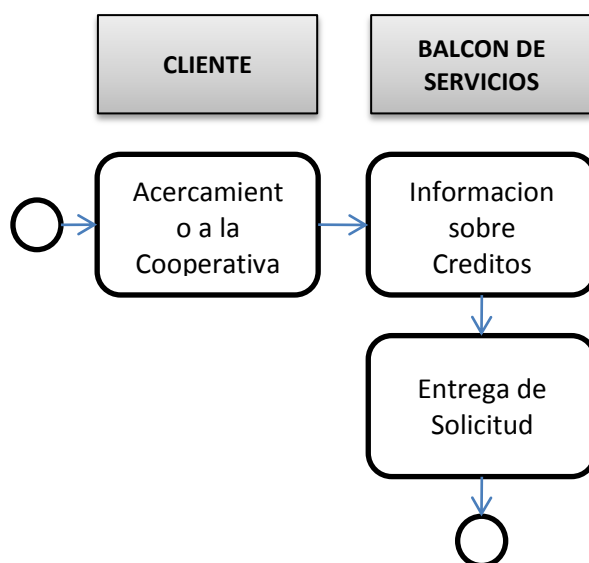 CLIENTE
BALCON DE
SERVICIOS
Acercamient
o a la
Cooperativa
Informacion
sobre
Creditos
Entrega de
Solicitud